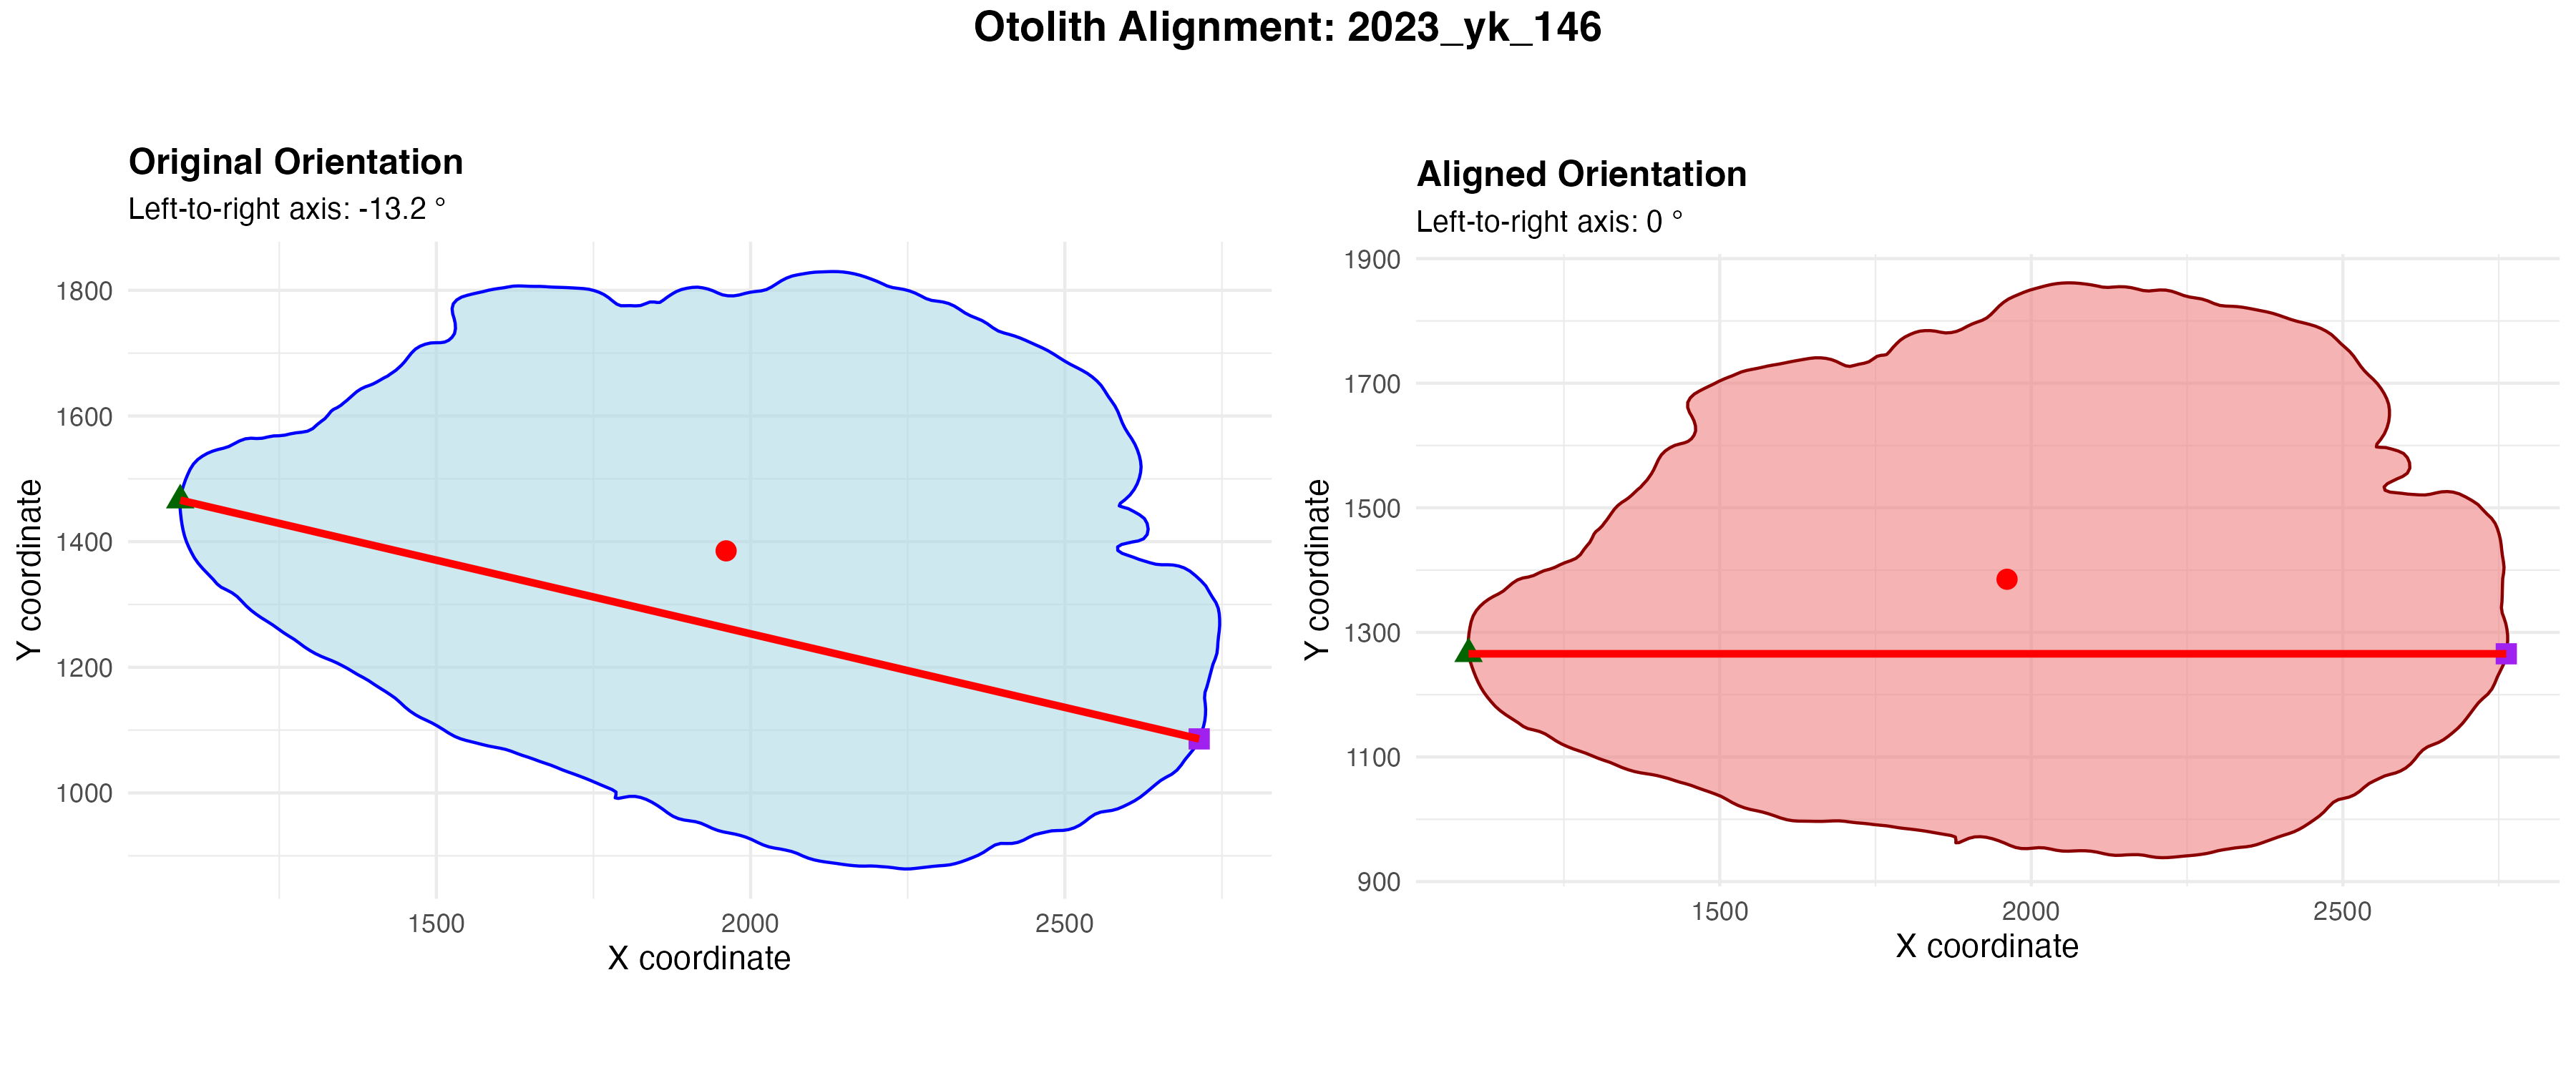 Otolith Alignment: 2023_yk_146
Original Orientation
Left-to-right axis: -13.2 °
1800
1600
1400
1200
1000
Y coordinate
1500
2000
2500
X coordinate
Aligned Orientation
Left-to-right axis: 0 °
1900
1700
1500
1300
1100
900
Y coordinate
1500
2000
2500
X coordinate